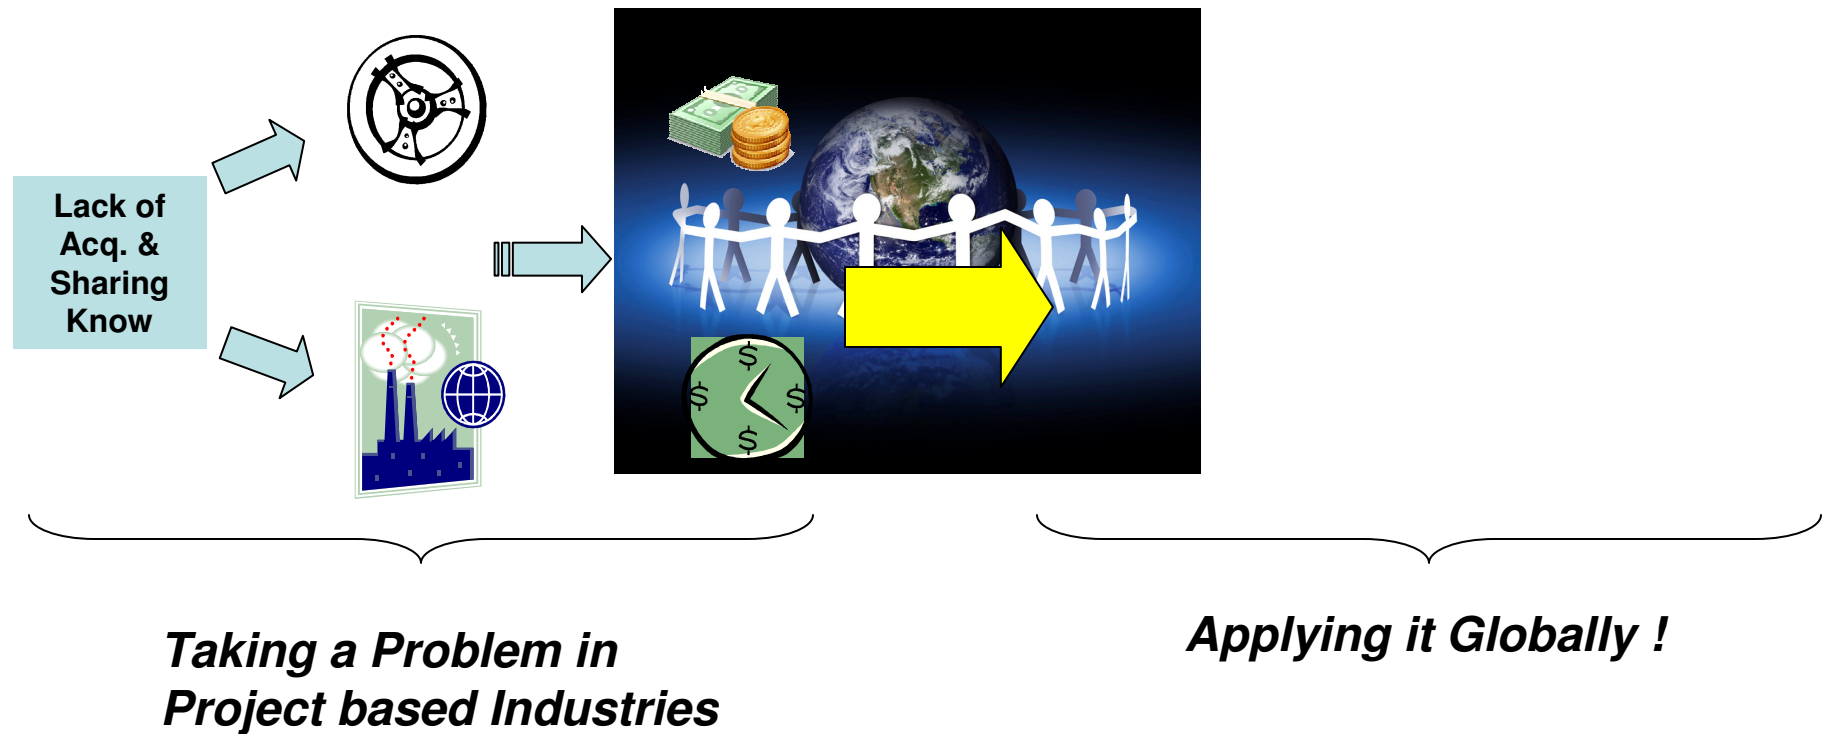 Lack of
Acq. &
Sharing
Know
$
$ $
$
Taking a Problem in
Project based Industries
Applying it Globally !